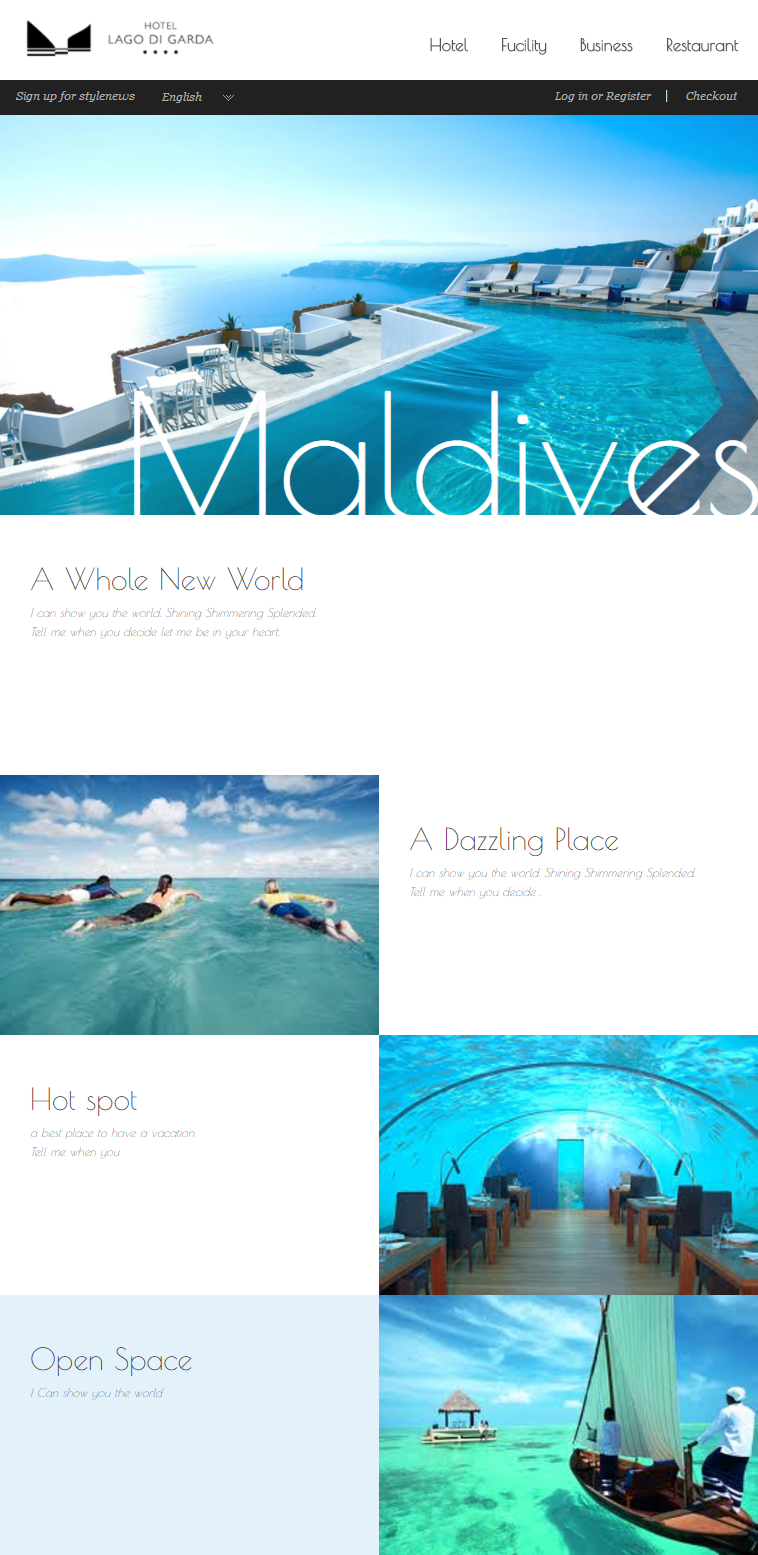 HOTEL
LAGO DI GARDA
Hotel Fucility Business Restaurant
Sign up for stylenews English Log in or Register | Checkout
Maldives
A Whole New World
I can show you the world. Shining Shimmering Splended.
Tell me when you decide let me be in your heart.
A Dazzling Place
I can show you the world. Shining Shimmering Splended.
Tell me when you decide .
Hot spot
a best place to have a vacation
Tell me when you
Open Space
I Can show you the world